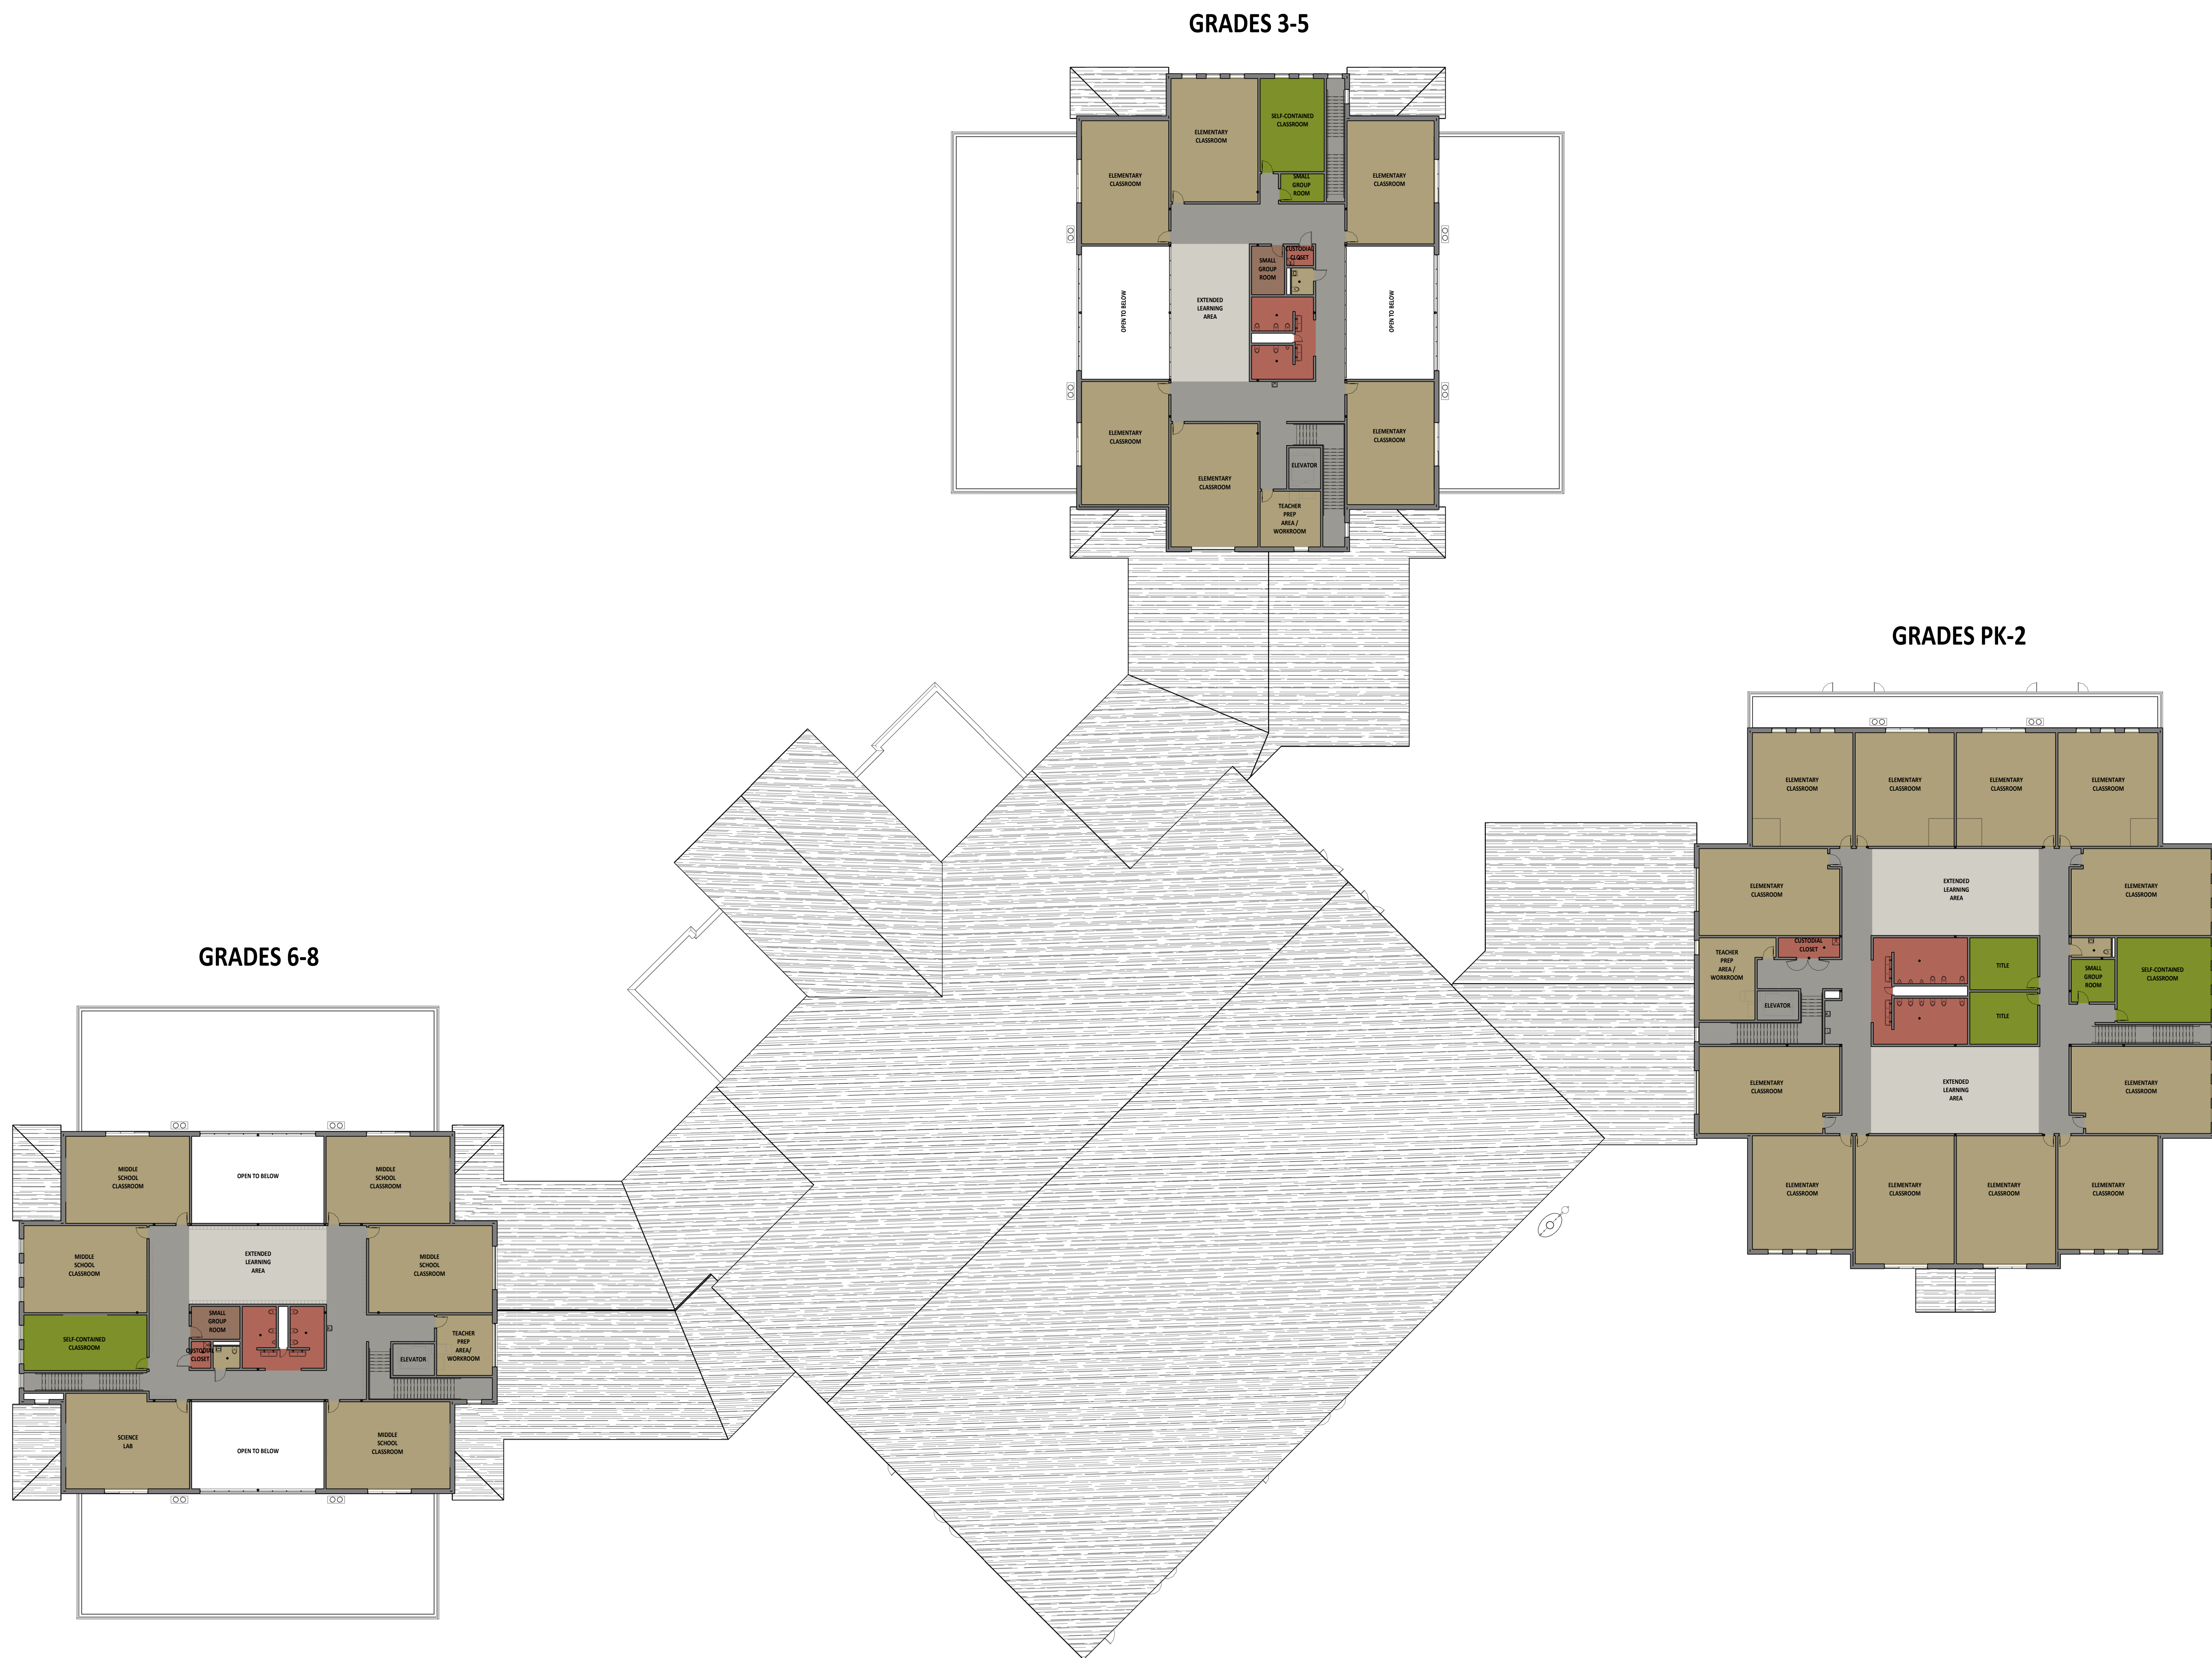 GRADES 3-5
SELF-CONTAINED
CLASSROOM
ELEMENTARY
CLASSROOM
ELEMENTARY
CLASSROOM
SMALL
GROUP
ROOM
ELEMENTARY
CLASSROOM
CUSTODIAL
CLOSET
SMALL
GROUP
ROOM
OPEN TO BELOW
EXTENDED
LEARNING
AREA
OPEN TO BELOW
ELEMENTARY
CLASSROOM
ELEMENTARY
CLASSROOM
ELEVATOR
ELEMENTARY
CLASSROOM
TEACHER
PREP
AREA /
WORKROOM
GRADES PK-2
ELEMENTARY
CLASSROOM
ELEMENTARY
CLASSROOM
ELEMENTARY
CLASSROOM
ELEMENTARY
CLASSROOM
ELEMENTARY
CLASSROOM
EXTENDED
LEARNING
AREA
ELEMENTARY
CLASSROOM
CUSTODIAL
CLOSET
TEACHER
PREP
AREA /
WORKROOM
TITLE
SMALL
GROUP
ROOM
SELF-CONTAINED
CLASSROOM
ELEVATOR
TITLE
ELEMENTARY
CLASSROOM
EXTENDED
LEARNING
AREA
ELEMENTARY
CLASSROOM
ELEMENTARY
CLASSROOM
ELEMENTARY
CLASSROOM
ELEMENTARY
CLASSROOM
ELEMENTARY
CLASSROOM
GRADES 6-8
MIDDLE
SCHOOL
CLASSROOM
OPEN TO BELOW
MIDDLE
SCHOOL
CLASSROOM
MIDDLE
SCHOOL
CLASSROOM
EXTENDED
LEARNING
AREA
MIDDLE
SCHOOL
CLASSROOM
SMALL
GROUP
ROOM
SELF-CONTAINED
CLASSROOM
CUSTODIAL
CLOSET
ELEVATOR
TEACHER
PREP
AREA/
WORKROOM
SCIENCE
LAB
OPEN TO BELOW
MIDDLE
SCHOOL
CLASSROOM